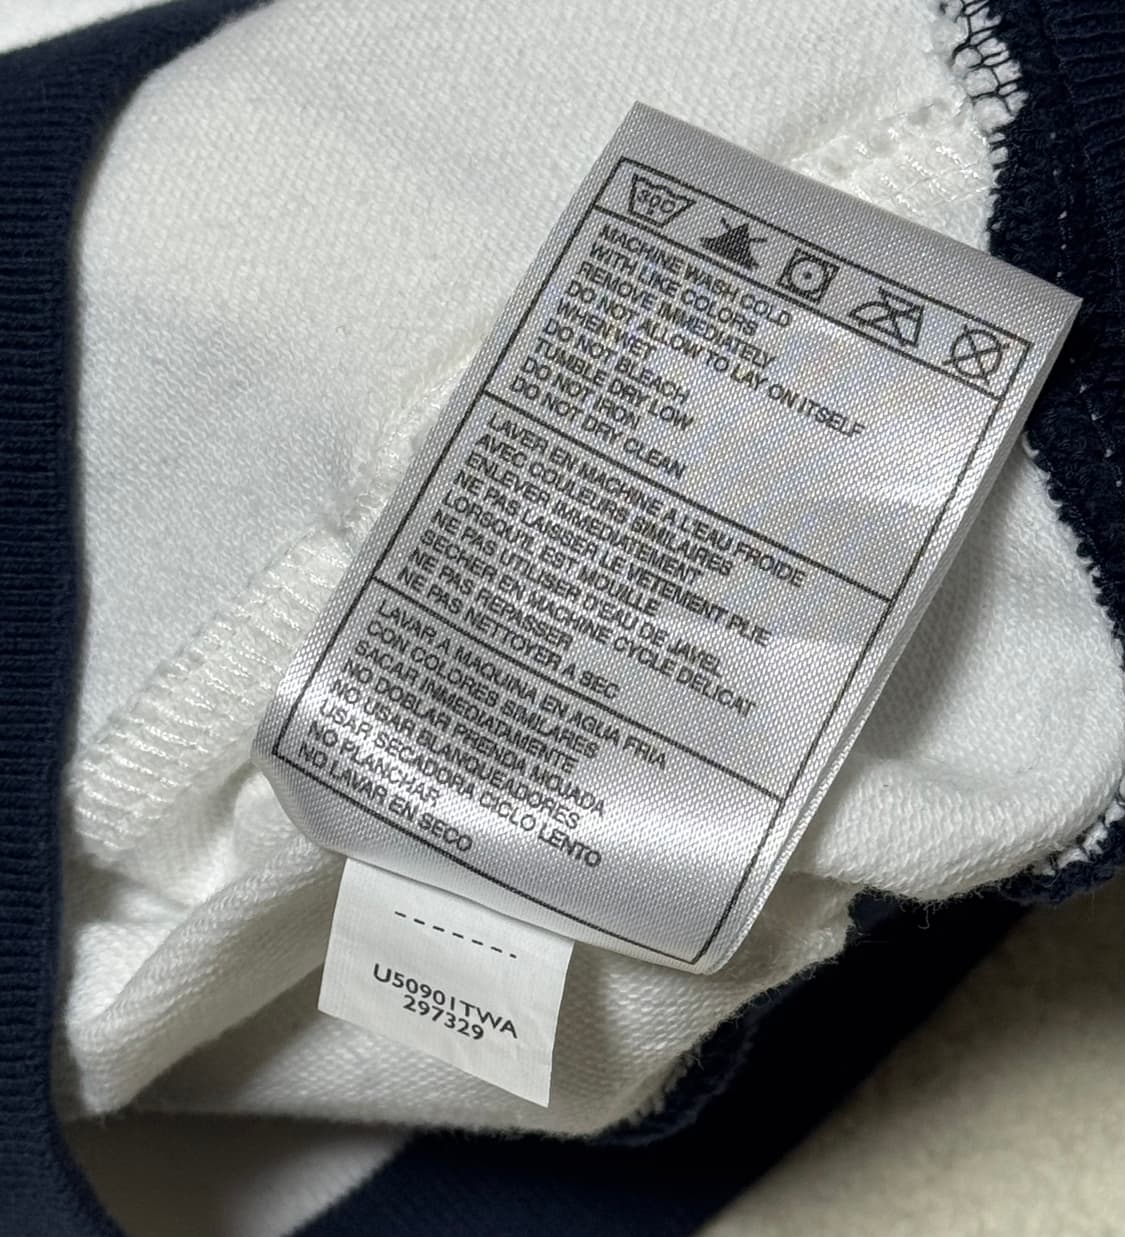 30C
MACHINE WASH COLD
WITH LIKE COLORS
REMOVE IMMEDIATELY
DO NOT ALLOW TO LAY ON ITSELF
WHEN WET
DO NOT BLEACH
TUMBLE DRY LOW
DO NOT IRON
DO NOT DRY CLEAN
LAVER EN MACHINE A L'EAU FROIDE
AVEC COULEURS SIMILAIRES
ENLEVER IMMEDIATEMENT
NE PAS LAISSER LE VETEMENT PLIE
LORSQU'IL EST MOUILLE
NE PAS UTILISER D'EAU DE JAVEL
SECHER EN MACHINE CYCLE DELICAT
NE PAS REPASSER
NE PAS NETTOYER A SEC
LAVAR A MAQUINA EN AGUA FRIA
CON COLORES SIMILARES
SACAR INMEDIATAMENTE
NO DOBLAR PRENDA MOJADA
NO USAR BLANQUEADORES
USAR SECADORA CICLO LENTO
NO PLANCHAR
NO LAVAR EN SECO
U50901TWA
297329